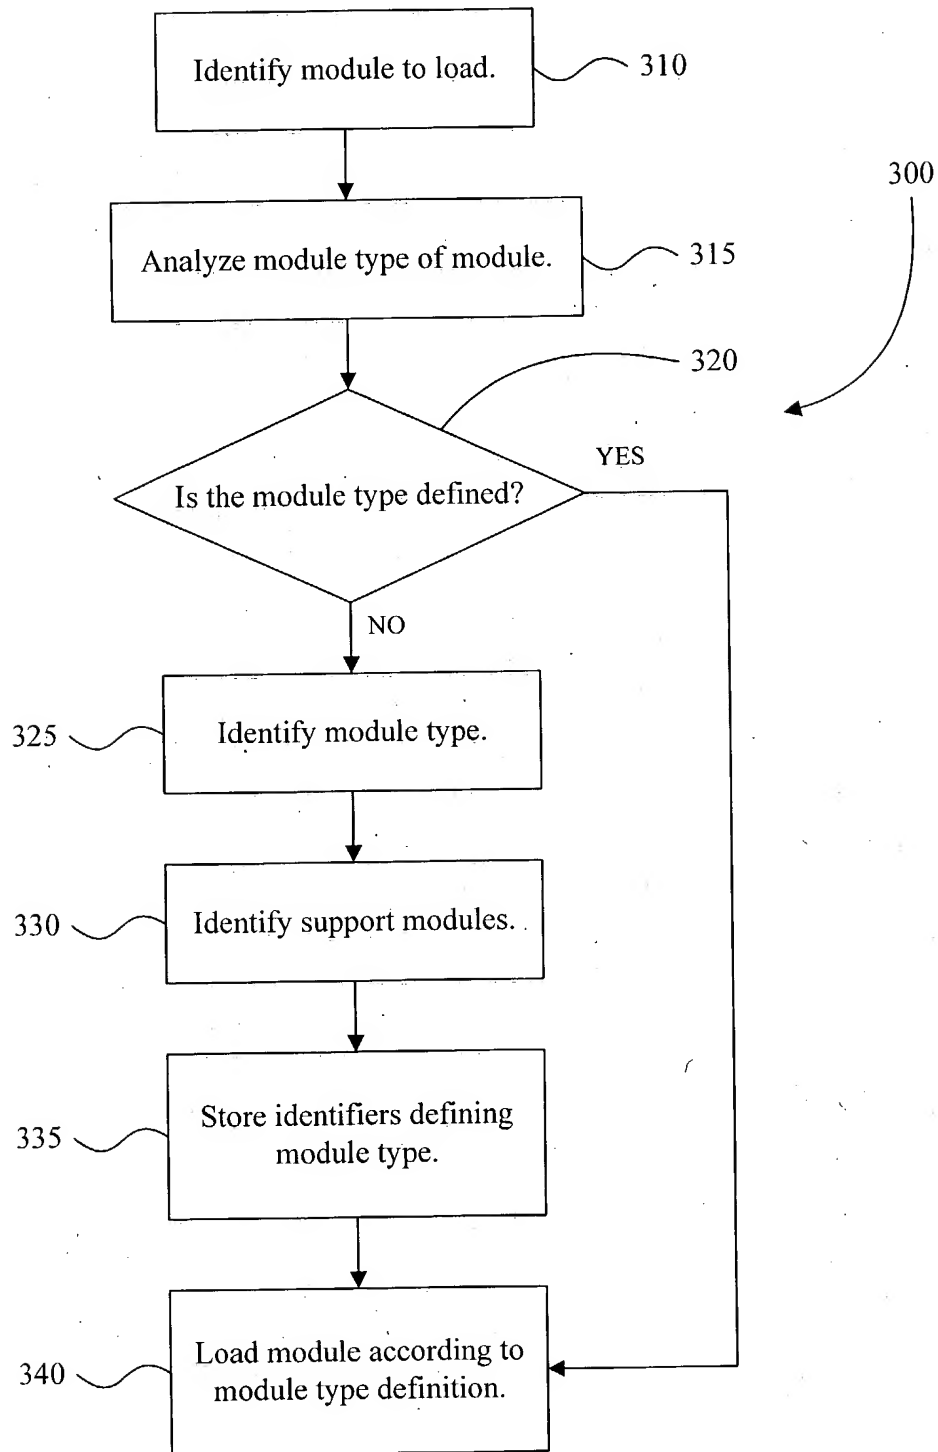 Identify module to load.
310
300
Analyze module type of module.
315
320
YES
Is the module type defined?
NO
325
Identify module type.
330
Identify support modules.
335
Store identifiers defining
module type.
340
Load module according to
module type definition.